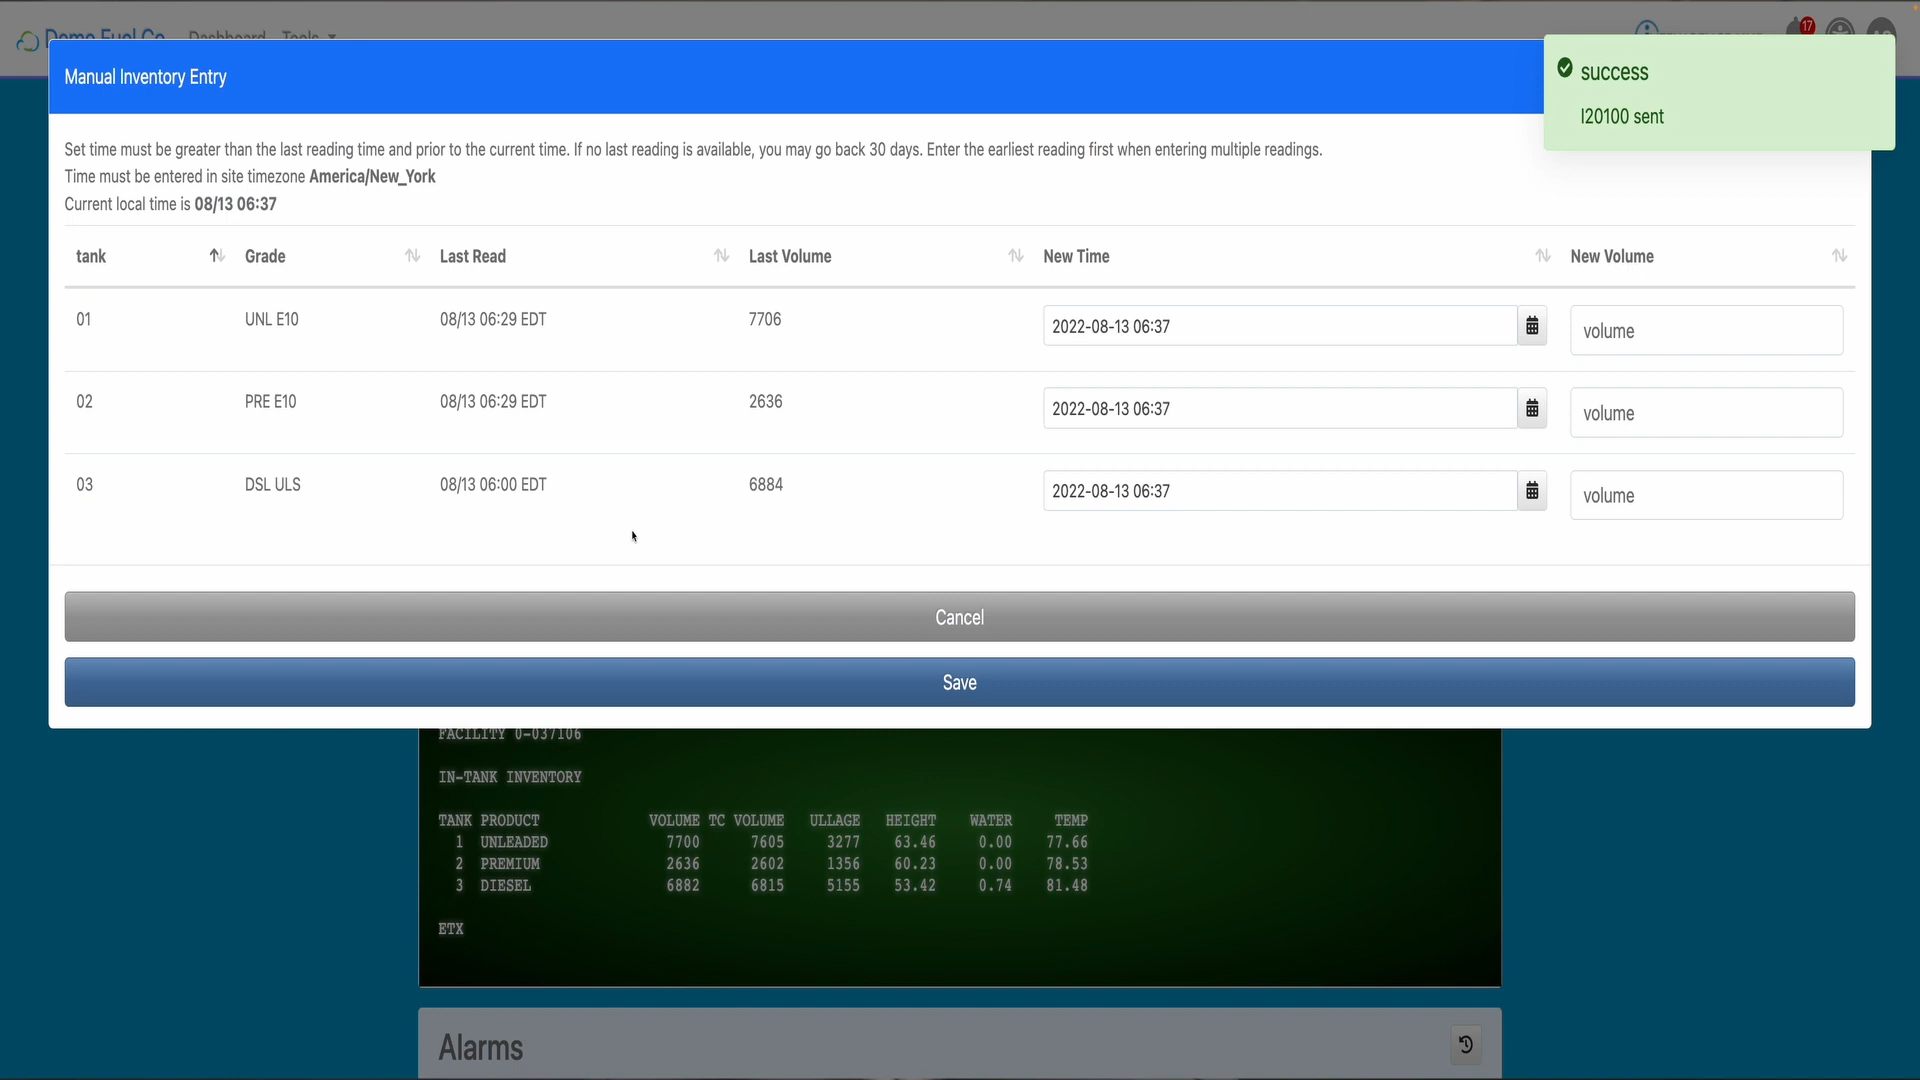 Dashboard Tools
17
Manual Inventory Entry
success
I20100 sent
Set time must be greater than the last reading time and prior to the current time. If no last reading is available, you may go back 30 days. Enter the earliest reading first when entering multiple readings.
Time must be entered in site timezone America/New_York
Current local time is 08/13 06:37
tank Grade Last Read Last Volume New Time New Volume
01 UNL E10 08/13 06:29 EDT 7706 2022-08-13 06:37 volume
02 PRE E10 08/13 06:29 EDT 2636 2022-08-13 06:37 volume
03 DSL ULS 08/13 06:00 EDT 6884 2022-08-13 06:37 volume
Cancel
Save
FACILITY 0-037106
IN-TANK INVENTORY
TANK PRODUCT VOLUME TC VOLUME ULLAGE HEIGHT WATER TEMP
1 UNLEADED 7700 7605 3277 63.46 0.00 77.66
2 PREMIUM 2636 2602 1356 60.23 0.00 78.53
3 DIESEL 6882 6815 5155 53.42 0.74 81.48
ETX
Alarms